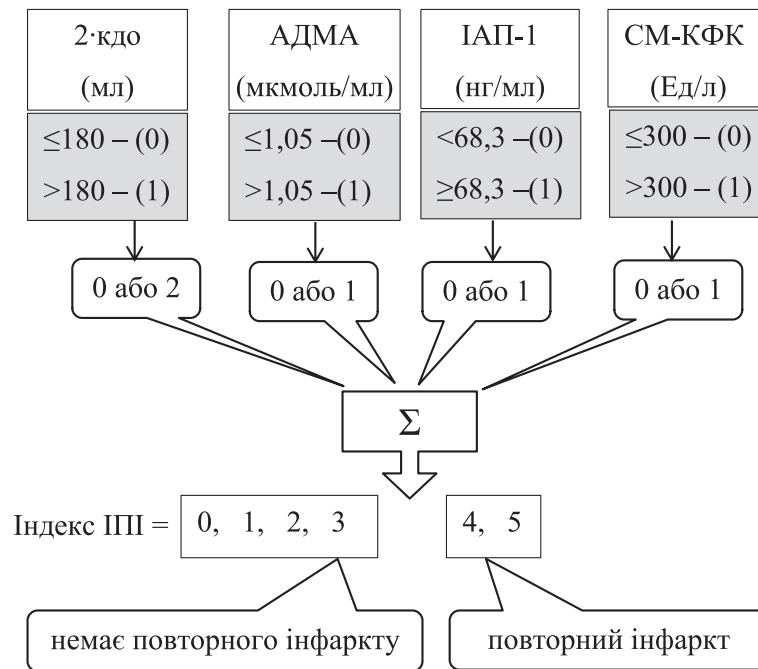 2·кдо
(мл)
≤180 – (0)
>180 – (1)
АДМА
(мкмоль/мл)
≤1,05 –(0)
>1,05 –(1)
ІАП-1
(нг/мл)
<68,3 –(0)
≥68,3 –(1)
СМ-КФК
(Ед/л)
≤300 – (0)
>300 – (1)
0 або 2
0 або 1
0 або 1
0 або 1
Σ
Індекс ІПІ = 0, 1, 2, 3 4, 5
немає повторного інфаркту
повторний інфаркт